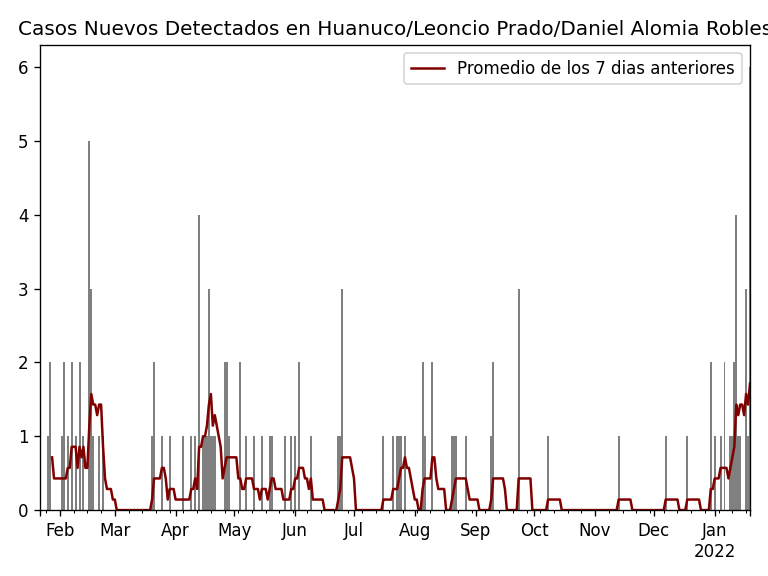 Casos Nuevos Detectados en Huanuco/Leoncio Prado/Daniel Alomia Robles
Promedio de los 7 dias anteriores
6
5
4
3
2
1
0
Feb Mar Apr May Jun Jul Aug Sep Oct Nov Dec Jan
2022